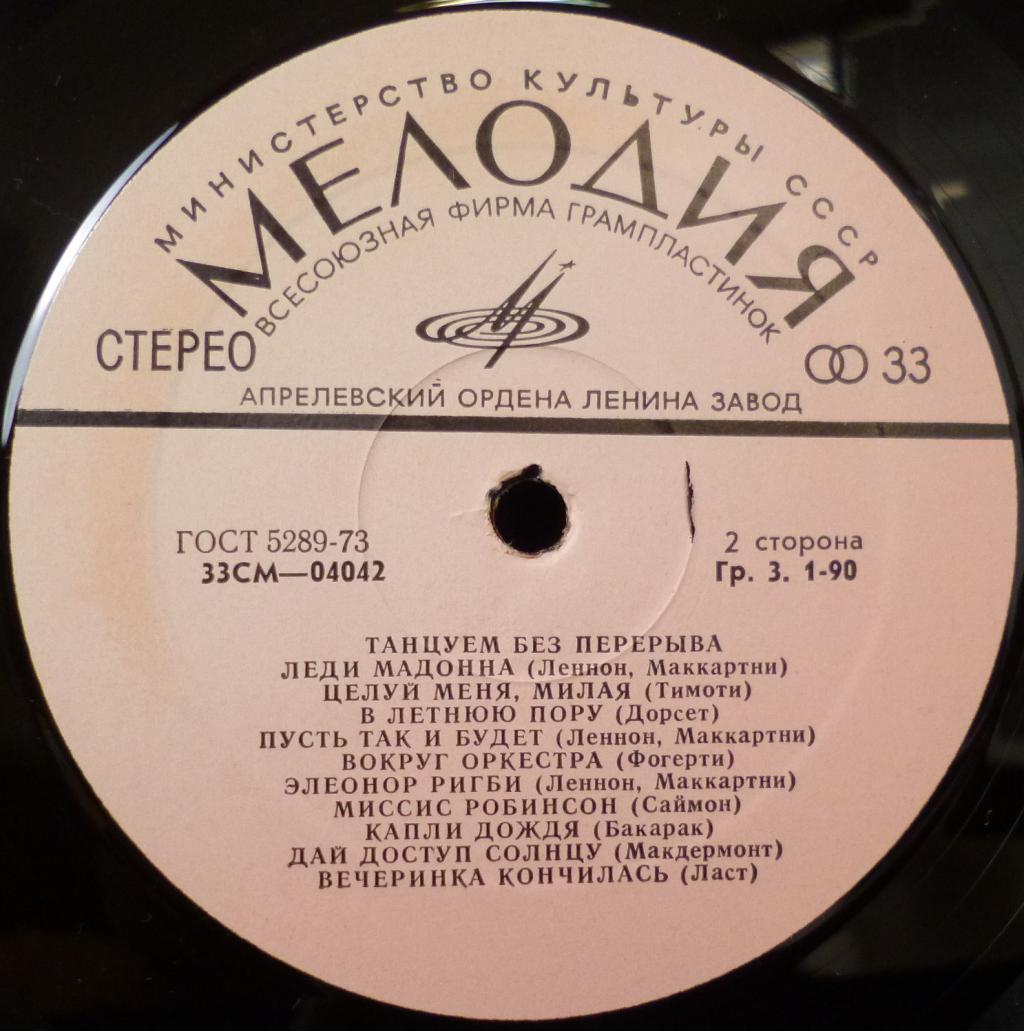 МИНИСТЕРСТВО КУЛЬТУРЫ СССР
МЕЛОДИЯ
ВСЕСОЮЗНАЯ ФИРМА ГРАМПЛАСТИНОК
СТЕРЕО
33
АПРЕЛЕВСКИЙ ОРДЕНА ЛЕНИНА ЗАВОД
ГОСТ 5289-73
33СМ—04042
2 сторона
Гр. 3. 1-90
ТАНЦУЕМ БЕЗ ПЕРЕРЫВА
ЛЕДИ МАДОННА (Леннон, Маккартни)
ЦЕЛУЙ МЕНЯ, МИЛАЯ (Тимоти)
В ЛЕТНЮЮ ПОРУ (Дорсет)
ПУСТЬ ТАК И БУДЕТ (Леннон, Маккартни)
ВОКРУГ ОРКЕСТРА (Фогерти)
ЭЛЕОНОР РИГБИ (Леннон, Маккартни)
МИССИС РОБИНСОН (Саймон)
КАПЛИ ДОЖДЯ (Бакарак)
ДАЙ ДОСТУП СОЛНЦУ (Макдермонт)
ВЕЧЕРИНКА КОНЧИЛАСЬ (Ласт)